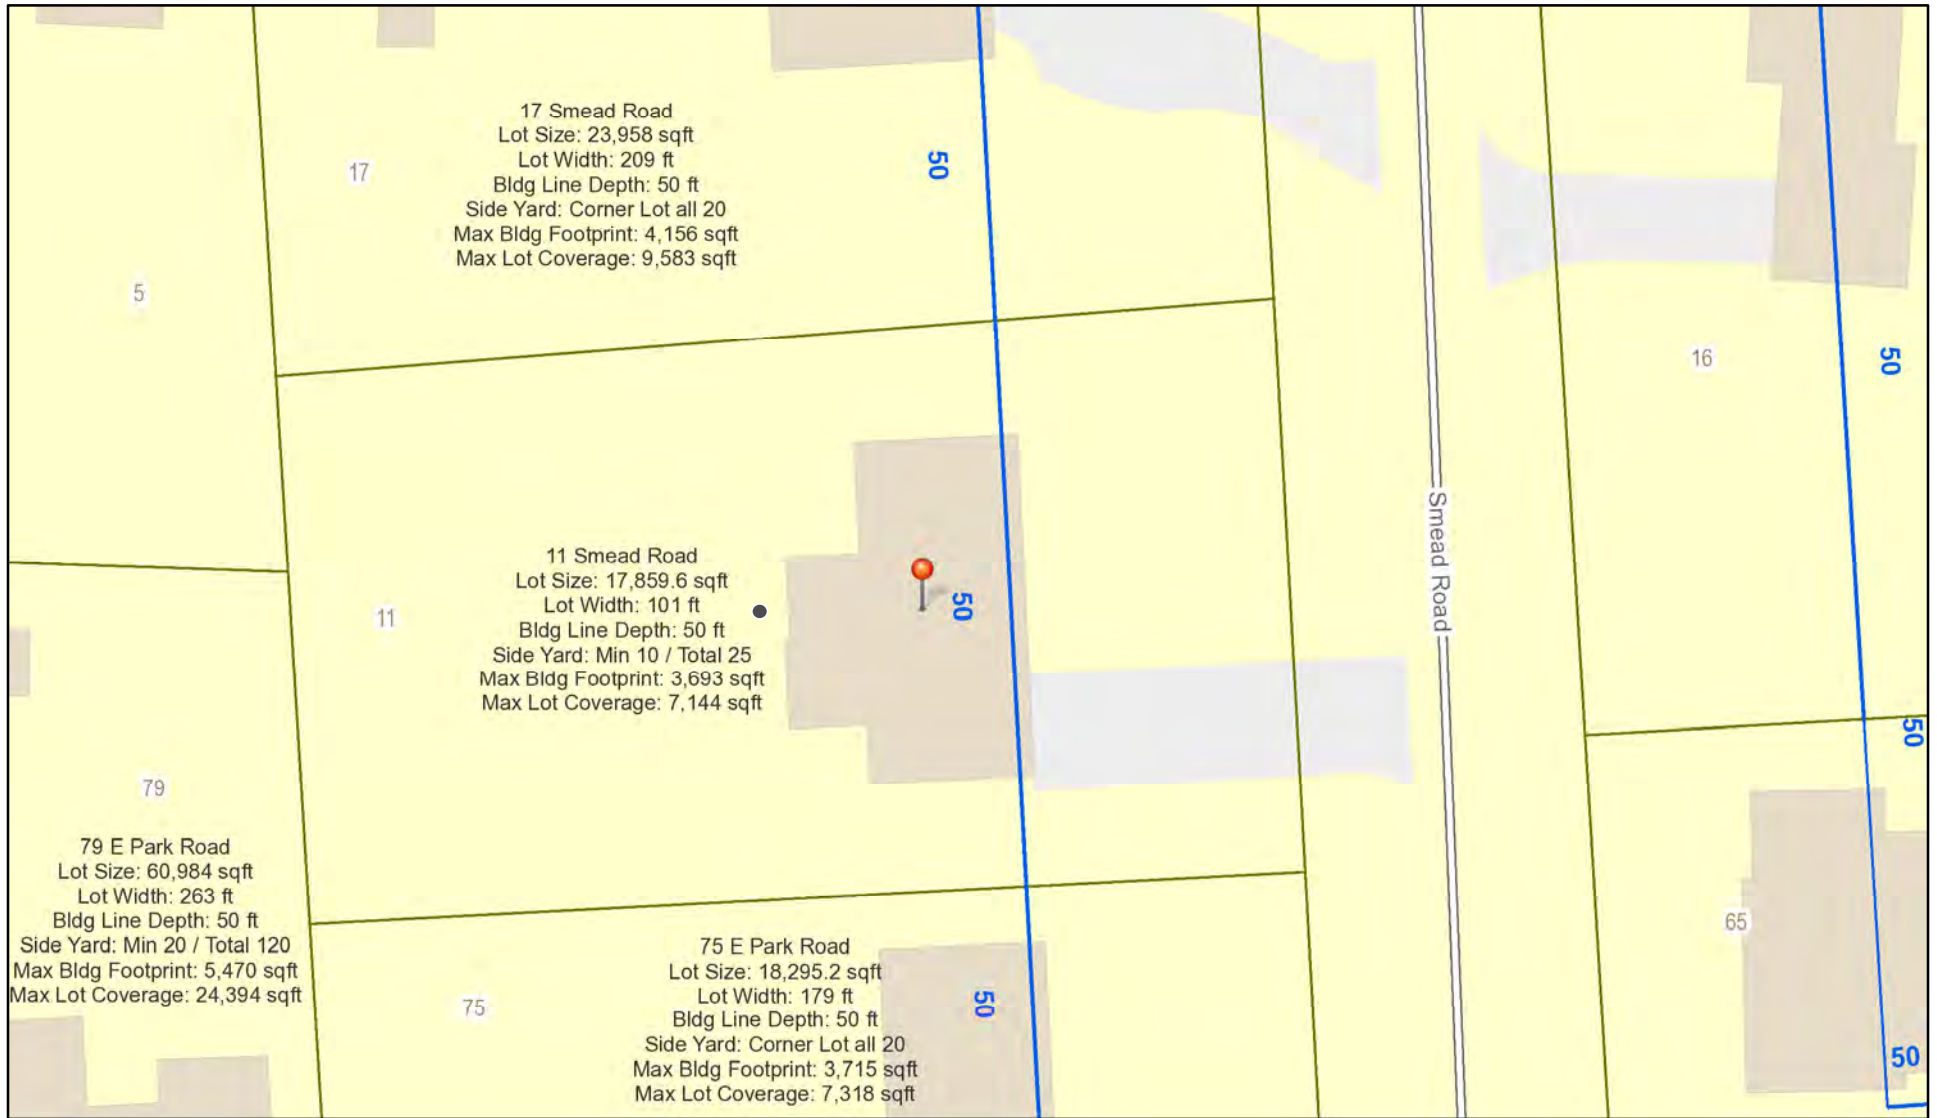 17 Smead Road
Lot Size: 23,958 sqft
Lot Width: 209 ft
Bldg Line Depth: 50 ft
Side Yard: Corner Lot all 20
Max Bldg Footprint: 4,156 sqft
Max Lot Coverage: 9,583 sqft
17
50
5
16
50
11 Smead Road
Lot Size: 17,859.6 sqft
Lot Width: 101 ft
Bldg Line Depth: 50 ft
Side Yard: Min 10 / Total 25
Max Bldg Footprint: 3,693 sqft
Max Lot Coverage: 7,144 sqft
11
50
Smead Road
50
79
79 E Park Road
Lot Size: 60,984 sqft
Lot Width: 263 ft
Bldg Line Depth: 50 ft
Side Yard: Min 20 / Total 120
Max Bldg Footprint: 5,470 sqft
Max Lot Coverage: 24,394 sqft
75
75 E Park Road
Lot Size: 18,295.2 sqft
Lot Width: 179 ft
Bldg Line Depth: 50 ft
Side Yard: Corner Lot all 20
Max Bldg Footprint: 3,715 sqft
Max Lot Coverage: 7,318 sqft
50
65
50